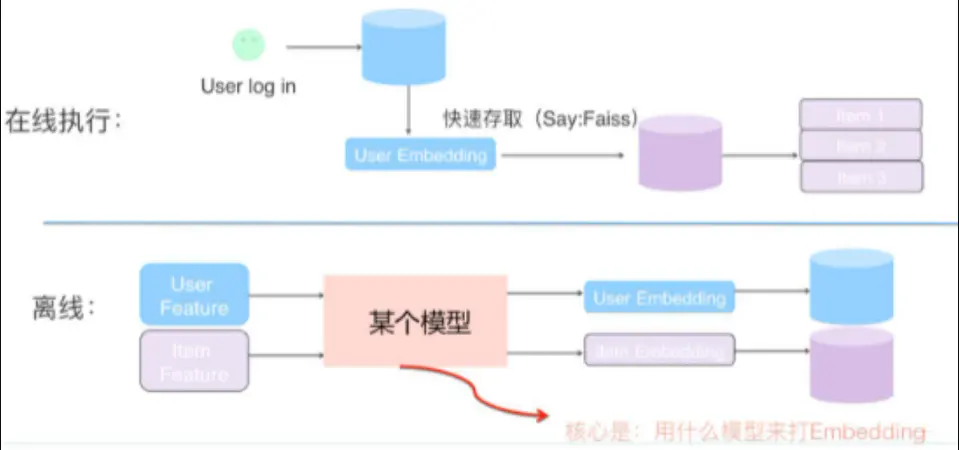 User log in
在线执行：
快速存取（Say:Faiss）
User Embedding
Item 1
Item 2
Item 3
离线：
User
Feature
Item
Feature
某个模型
User Embedding
Item Embedding
核心是：用什么模型来打Embedding